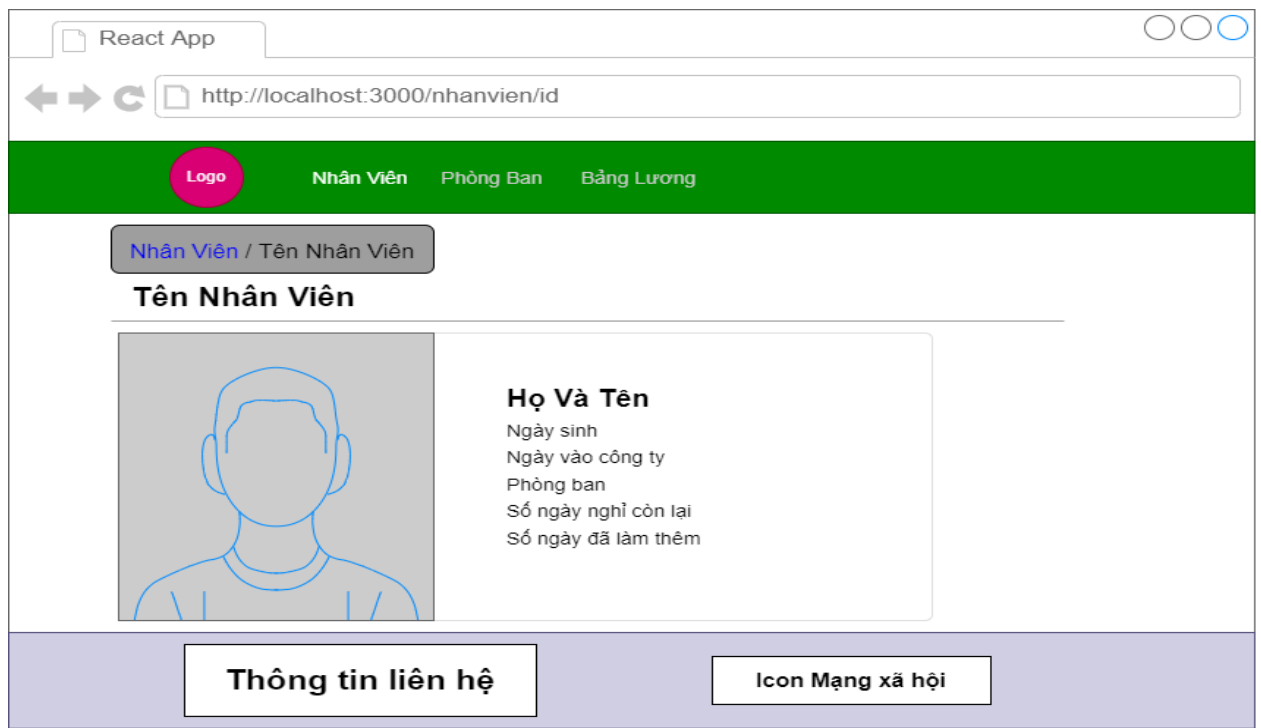 React App
http://localhost:3000/nhanvien/id
Logo Nhân Viên Phòng Ban Bảng Lương
Nhân Viên / Tên Nhân Viên
Tên Nhân Viên
Họ Và Tên
Ngày sinh
Ngày vào công ty
Phòng ban
Số ngày nghỉ còn lại
Số ngày đã làm thêm
Thông tin liên hệ
Icon Mạng xã hội